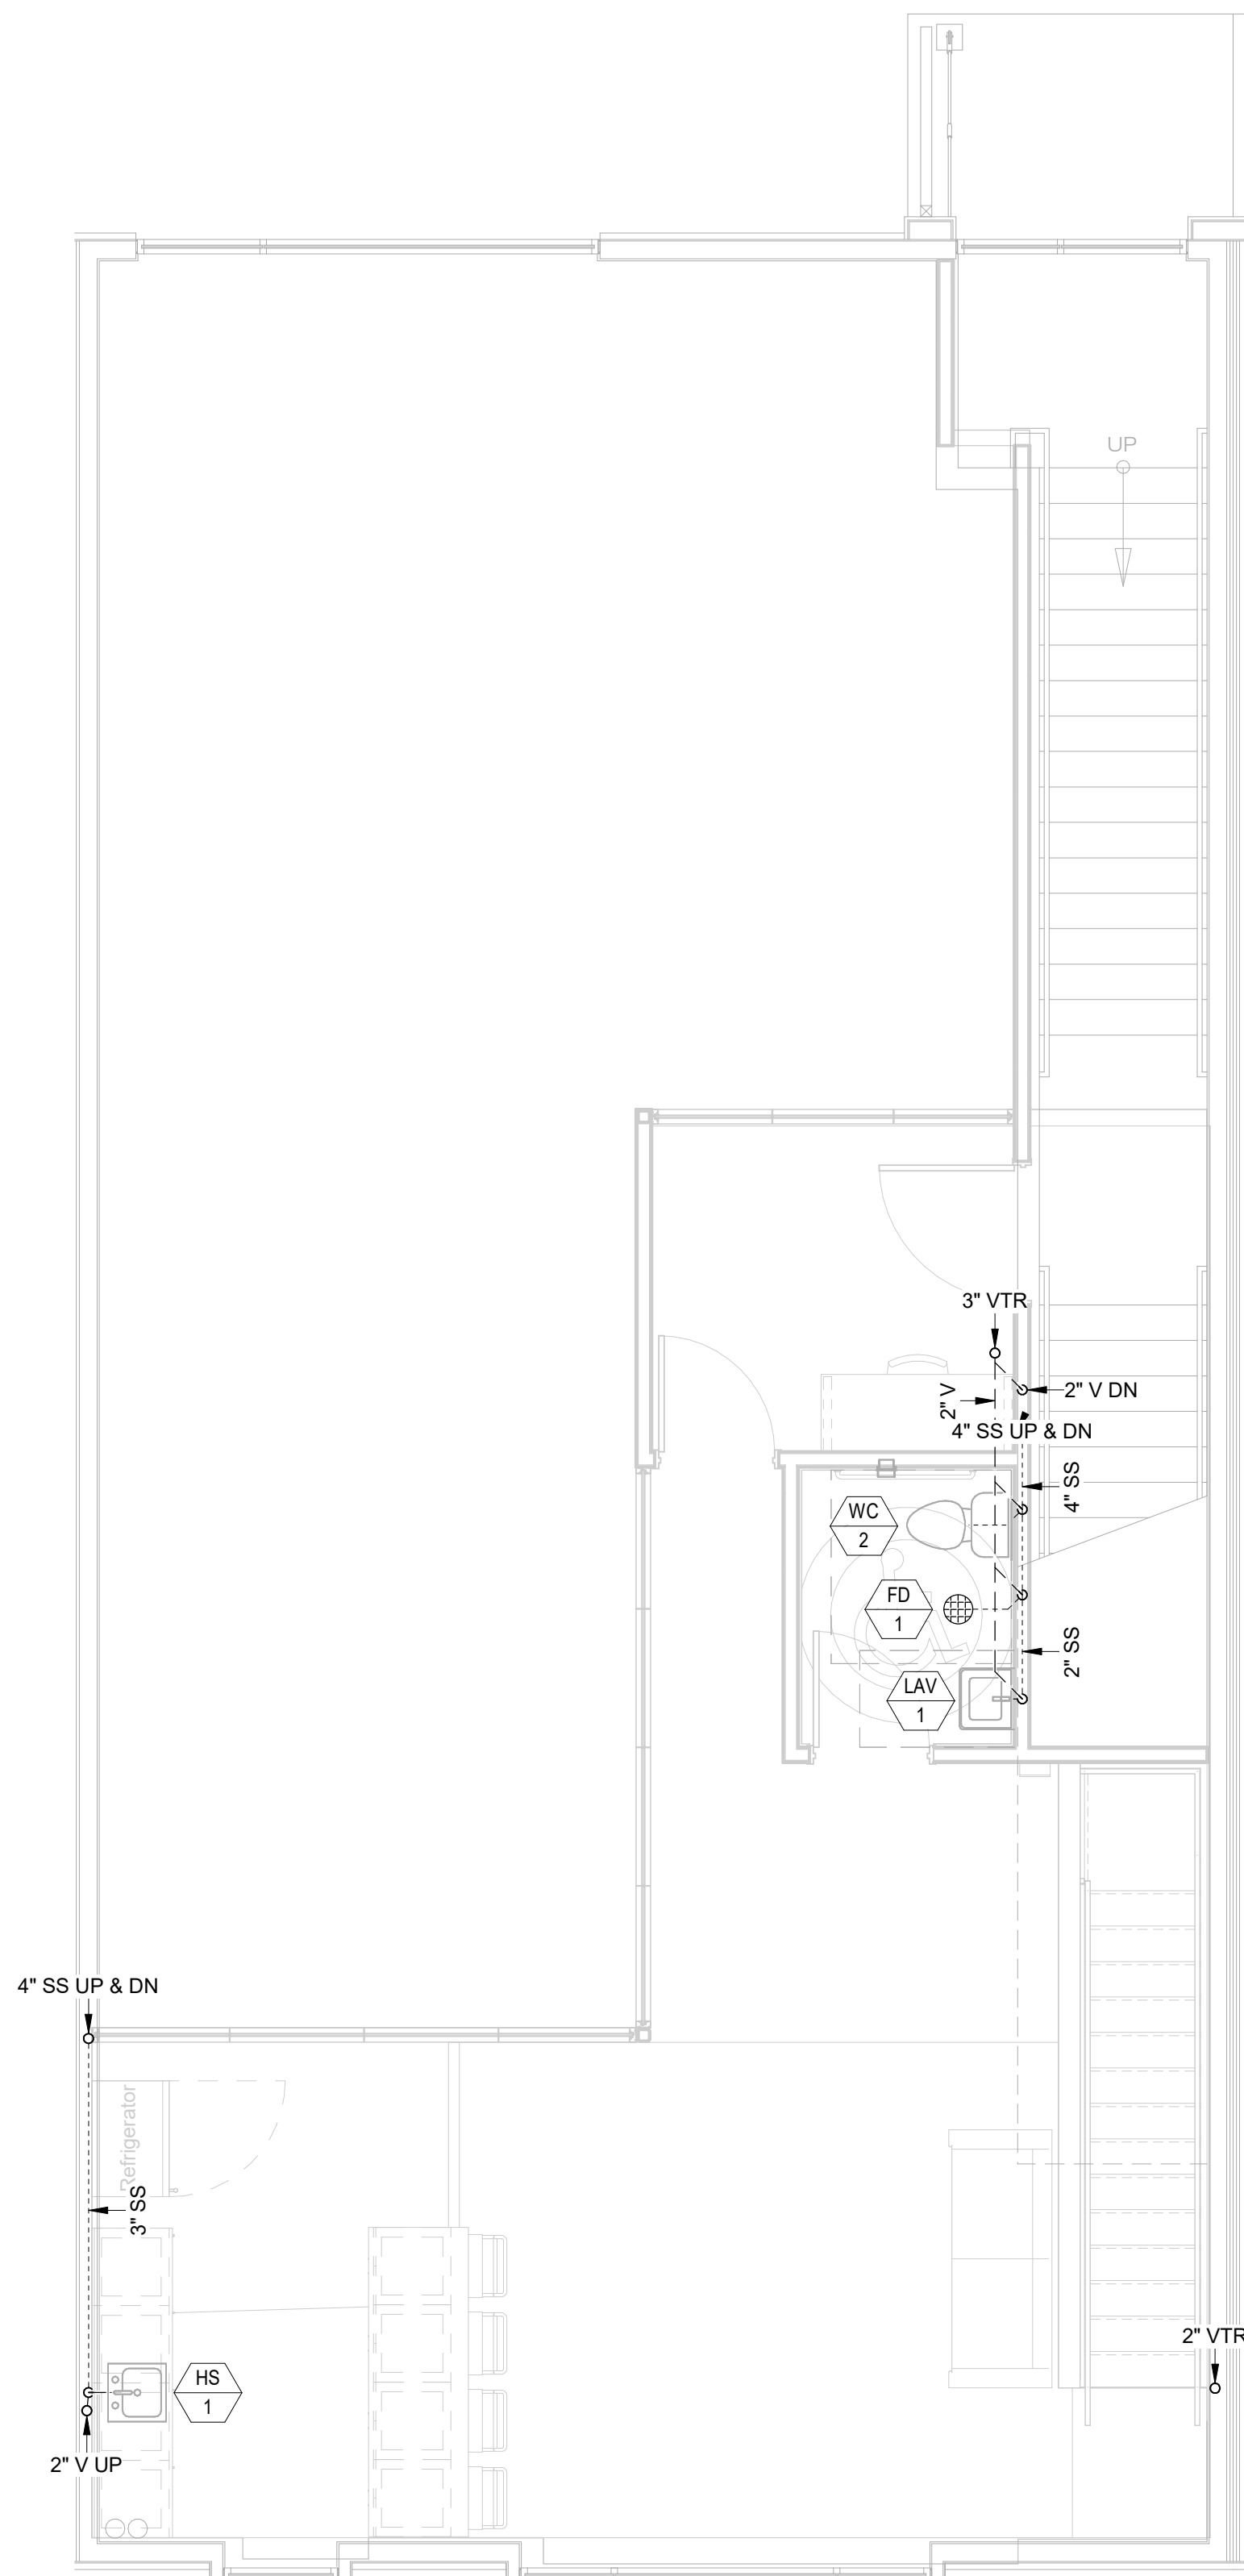 UP
3" VTR
2" V
2" V DN
4" SS UP & DN
4" SS
WC
2
FD
1
2" SS
LAV
1
4" SS UP & DN
Refrigerator
3" SS
2" VTR
HS
1
2" V UP